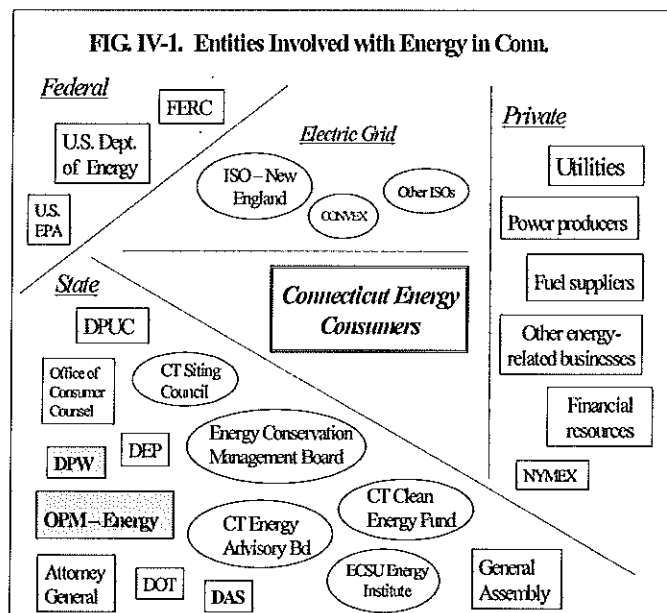 FIG. IV-1. Entities Involved with Energy in Conn.
Federal
FERC
U.S. Dept.
of Energy
U.S.
EPA
Electric Grid
ISO – New
England
CONVEX
Other ISOs
Private
Utilities
Power producers
Fuel suppliers
Other energy-
related businesses
Financial
resources
NYMEX
Connecticut Energy
Consumers
State
DPUC
Office of
Consumer
Counsel
CT Siting
Council
DPW
DEP
Energy Conservation
Management Board
OPM – Energy
CT Energy
Advisory Bd
CT Clean
Energy Fund
Attorney
General
DOT
DAS
ECSU Energy
Institute
General
Assembly